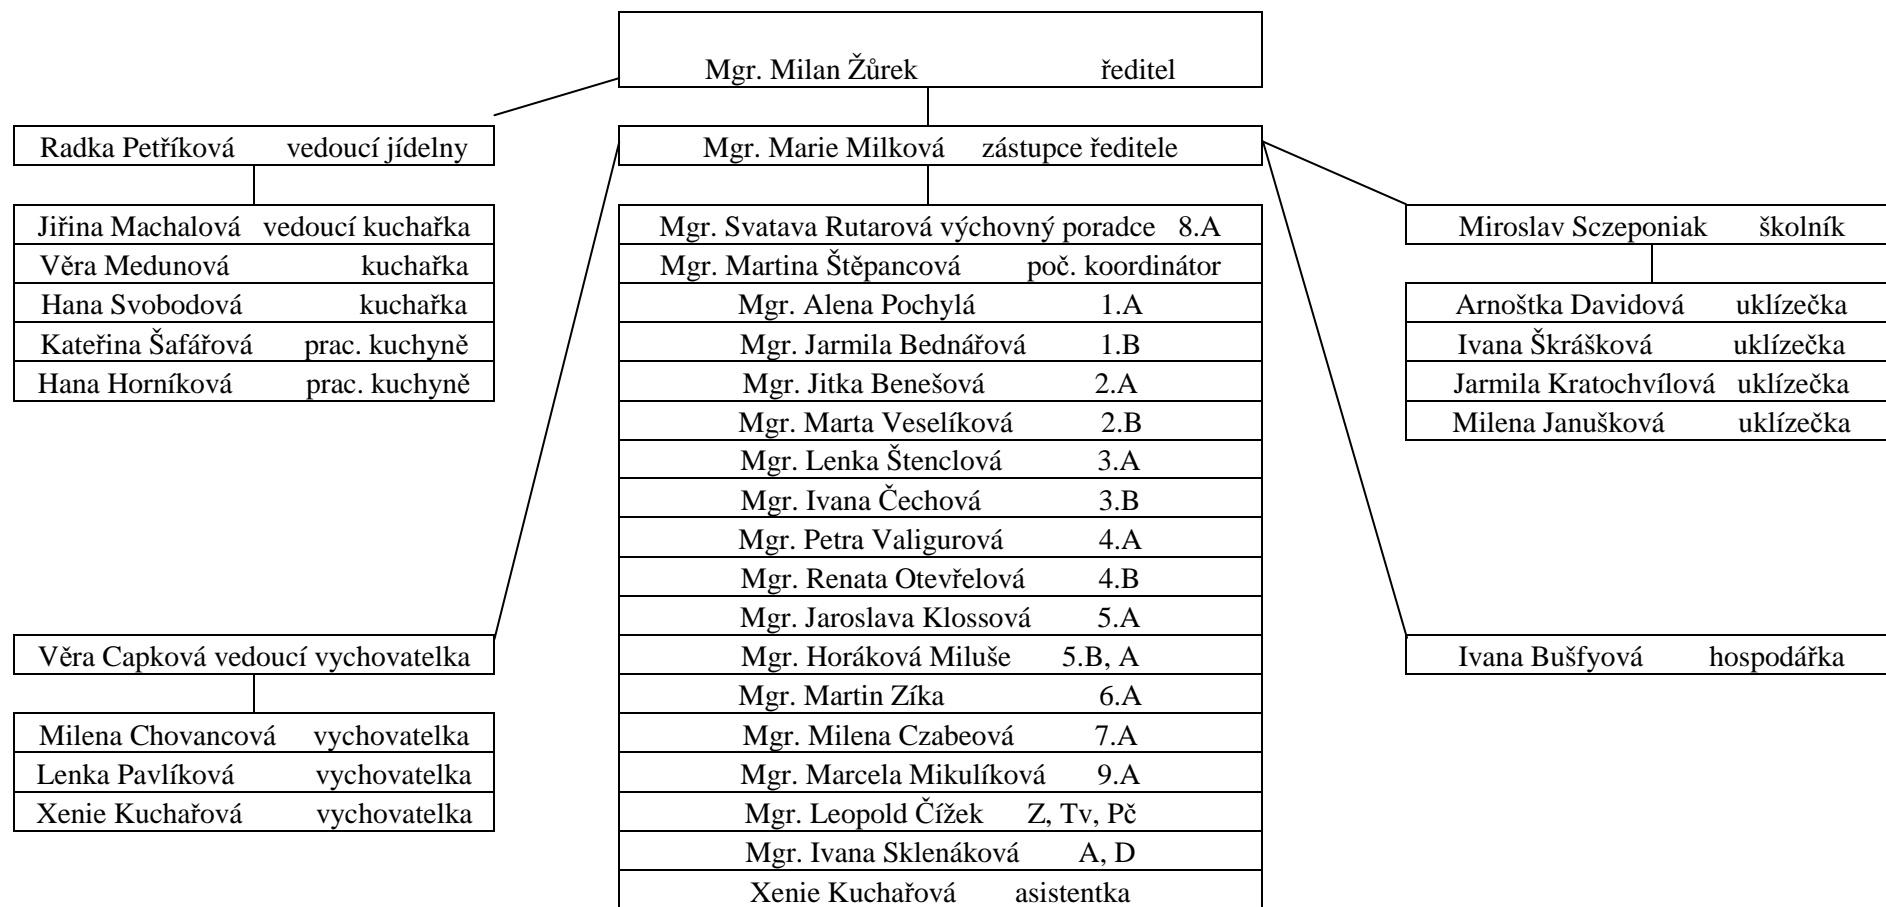 Mgr. Milan Žůrek ředitel
Radka Petříková vedoucí jídelny
Mgr. Marie Milková zástupce ředitele
Jiřina Machalová vedoucí kuchařka
Věra Medunová kuchařka
Hana Svobodová kuchařka
Kateřina Šafářová prac. kuchyně
Hana Horníková prac. kuchyně
Mgr. Svatava Rutarová výchovný poradce 8.A
Mgr. Martina Štěpancová poč. koordinátor
Mgr. Alena Pochylá 1.A
Mgr. Jarmila Bednářová 1.B
Mgr. Jitka Benešová 2.A
Mgr. Marta Veselíková 2.B
Mgr. Lenka Štenclová 3.A
Mgr. Ivana Čechová 3.B
Mgr. Petra Valigurová 4.A
Mgr. Renata Otevřelová 4.B
Mgr. Jaroslava Klossová 5.A
Mgr. Horáková Miluše 5.B, A
Mgr. Martin Zíka 6.A
Mgr. Milena Czabeová 7.A
Mgr. Marcela Mikulíková 9.A
Mgr. Leopold Čížek Z, Tv, Pč
Mgr. Ivana Sklenáková A, D
Xenie Kuchařová asistentka
Miroslav Sczeponiak školník
Arnoštka Davidová uklízečka
Ivana Škrášková uklízečka
Jarmila Kratochvílová uklízečka
Milena Janušková uklízečka
Věra Capková vedoucí vychovatelka
Milena Chovancová vychovatelka
Lenka Pavlíková vychovatelka
Xenie Kuchařová vychovatelka
Ivana Bušfyová hospodářka